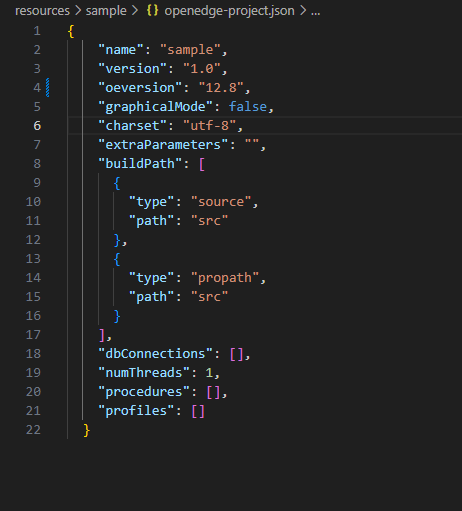 resources > sample > {} openedge-project.json > ...
1 {
2 "name": "sample",
3 "version": "1.0",
4 "oeversion": "12.8",
5 "graphicalMode": false,
6 "charset": "utf-8",
7 "extraParameters": "",
8 "buildPath": [
9 {
10 "type": "source",
11 "path": "src"
12 },
13 {
14 "type": "propath",
15 "path": "src"
16 }
17 ],
18 "dbConnections": [],
19 "numThreads": 1,
20 "procedures": [],
21 "profiles": []
22 }